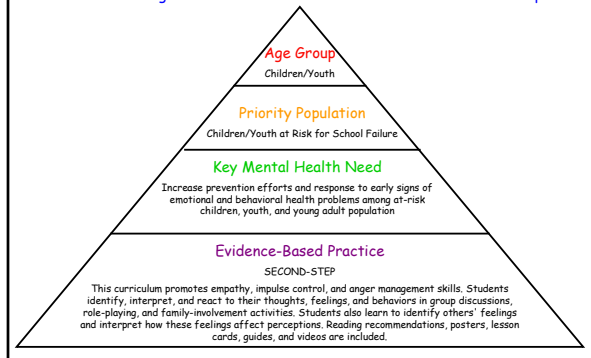 Age Group
Children/Youth
Priority Population
Children/Youth at Risk for School Failure
Key Mental Health Need
Increase prevention efforts and response to early signs of
emotional and behavioral health problems among at-risk
children, youth, and young adult population
Evidence-Based Practice
SECOND-STEP
This curriculum promotes empathy, impulse control, and anger management skills. Students
identify, interpret, and react to their thoughts, feelings, and behaviors in group discussions,
role-playing, and family-involvement activities. Students also learn to identify others' feelings
and interpret how these feelings affect perceptions. Reading recommendations, posters, lesson
cards, guides, and videos are included.